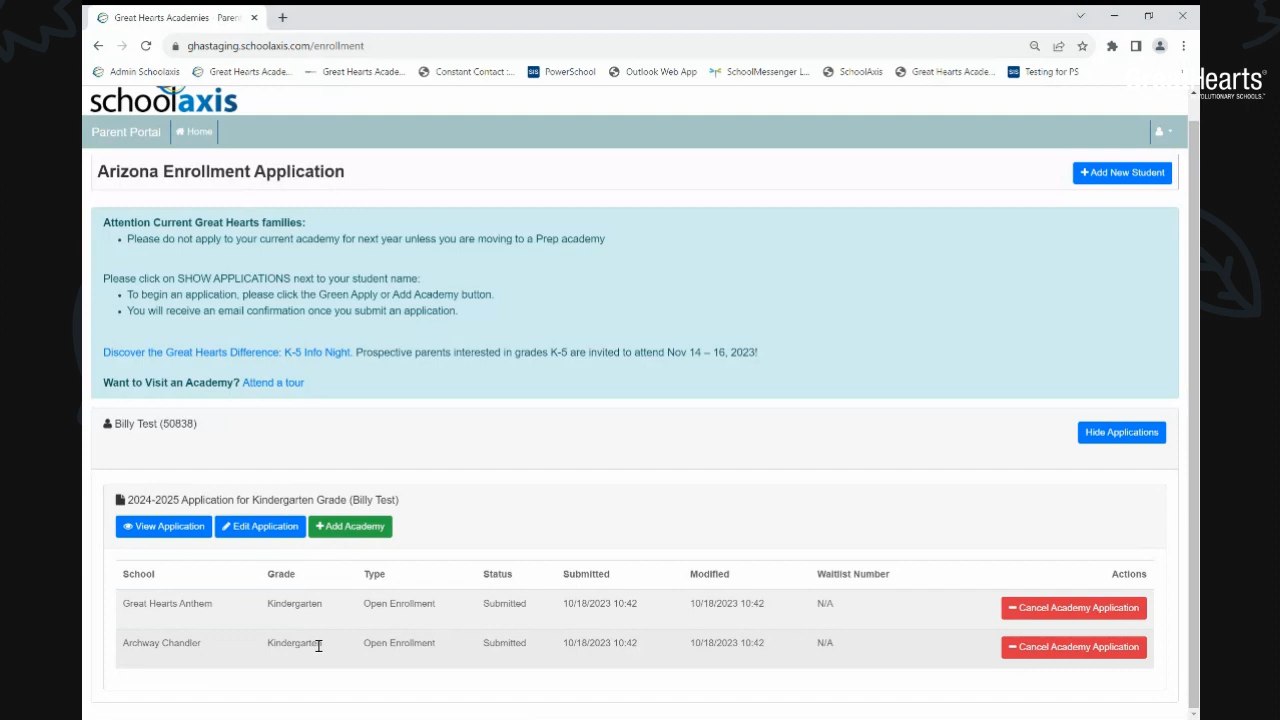 Great Hearts Academies - Paren
ghastaging.schoolaxis.com/enrollment
Admin Schoolaxis
Great Hearts Acade...
Great Hearts Acade...
Constant Contact :...
SIS PowerSchool
Outlook Web App
SchoolMessenger L...
SchoolAxis
Great Hearts Acade...
SIS Testing for PS
schoolaxis
Parent Portal Home
Arizona Enrollment Application
+ Add New Student
Attention Current Great Hearts families:
• Please do not apply to your current academy for next year unless you are moving to a Prep academy
Please click on SHOW APPLICATIONS next to your student name:
• To begin an application, please click the Green Apply or Add Academy button.
• You will receive an email confirmation once you submit an application.
Discover the Great Hearts Difference: K-5 Info Night. Prospective parents interested in grades K-5 are invited to attend Nov 14 – 16, 2023!
Want to Visit an Academy? Attend a tour
Billy Test (50838)
Hide Applications
2024-2025 Application for Kindergarten Grade (Billy Test)
View Application Edit Application + Add Academy
School Grade Type Status Submitted Modified Waitlist Number Actions
Great Hearts Anthem Kindergarten Open Enrollment Submitted 10/18/2023 10:42 10/18/2023 10:42 N/A Cancel Academy Application
Archway Chandler Kindergarten Open Enrollment Submitted 10/18/2023 10:42 10/18/2023 10:42 N/A Cancel Academy Application